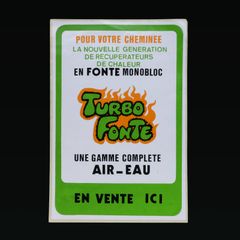 POUR VOTRE CHEMINEE
LA NOUVELLE GENERATION
DE RECUPERATEURS
DE CHALEUR
EN FONTE MONOBLOC
TURBO
FONTE
UNE GAMME COMPLETE
AIR-EAU
EN VENTE ICI